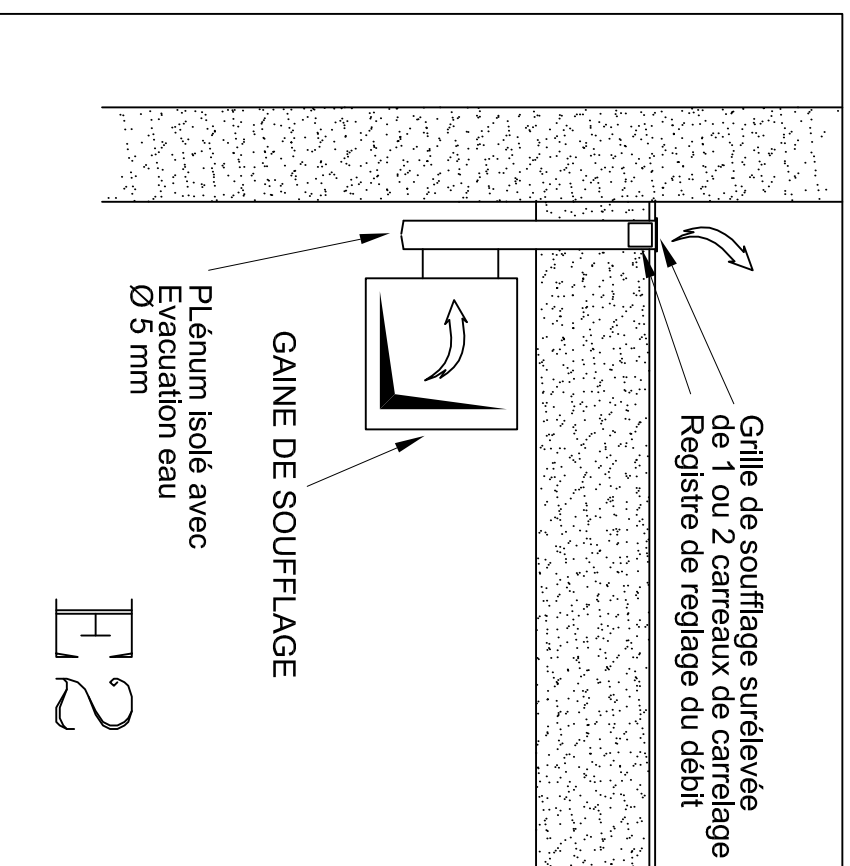 Grille de soufflage surélevée
de 1 ou 2 carreaux de carrelage
Registre de reglage du débit
GAINE DE SOUFFLAGE
PLénum isolé avec
Evacuation eau
Ø 5 mm
E2